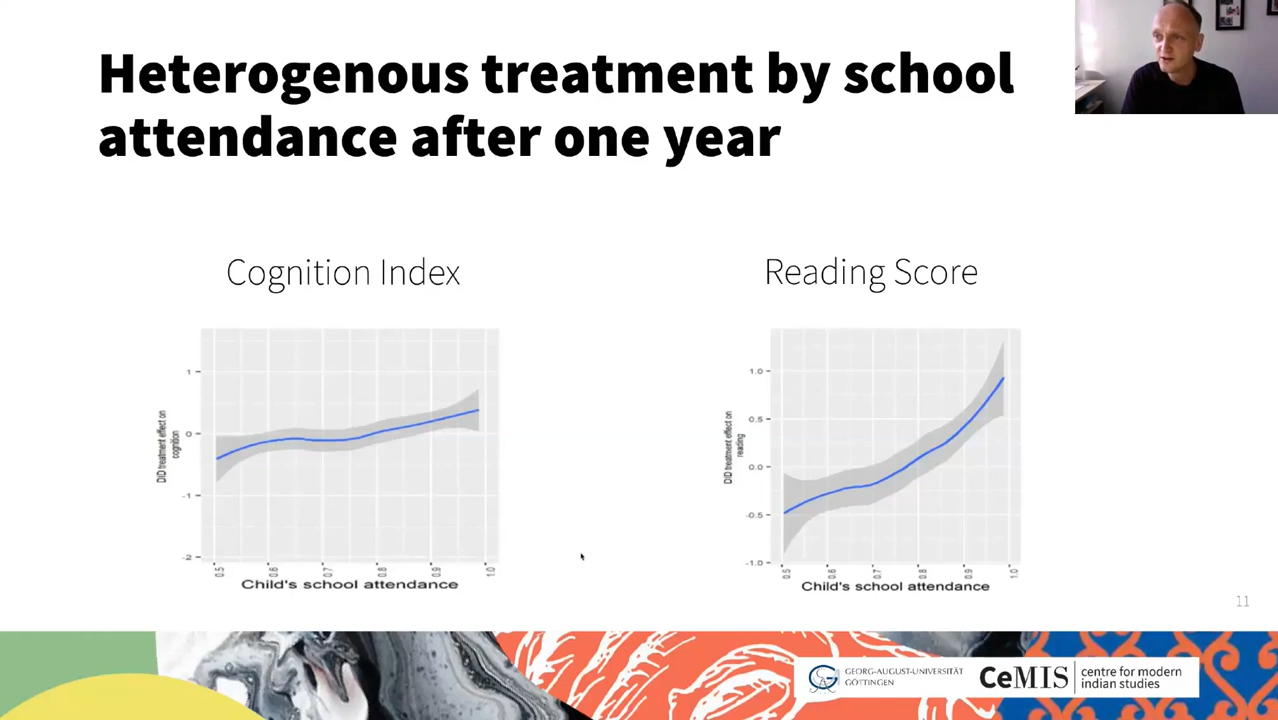 Heterogenous treatment by school
attendance after one year
Cognition Index
Reading Score
DID treatment effect on
cognition
1
0
-1
-2
0.5
0.6
0.7
0.8
0.9
1.0
Child's school attendance
DID treatment effect on
reading
1.0
0.5
0.0
-0.5
-1.0
0.5
0.6
0.7
0.8
0.9
1.0
Child's school attendance
11
GEORG-AUGUST-UNIVERSITÄT
GÖTTINGEN
CeMIS
centre for modern
indian studies